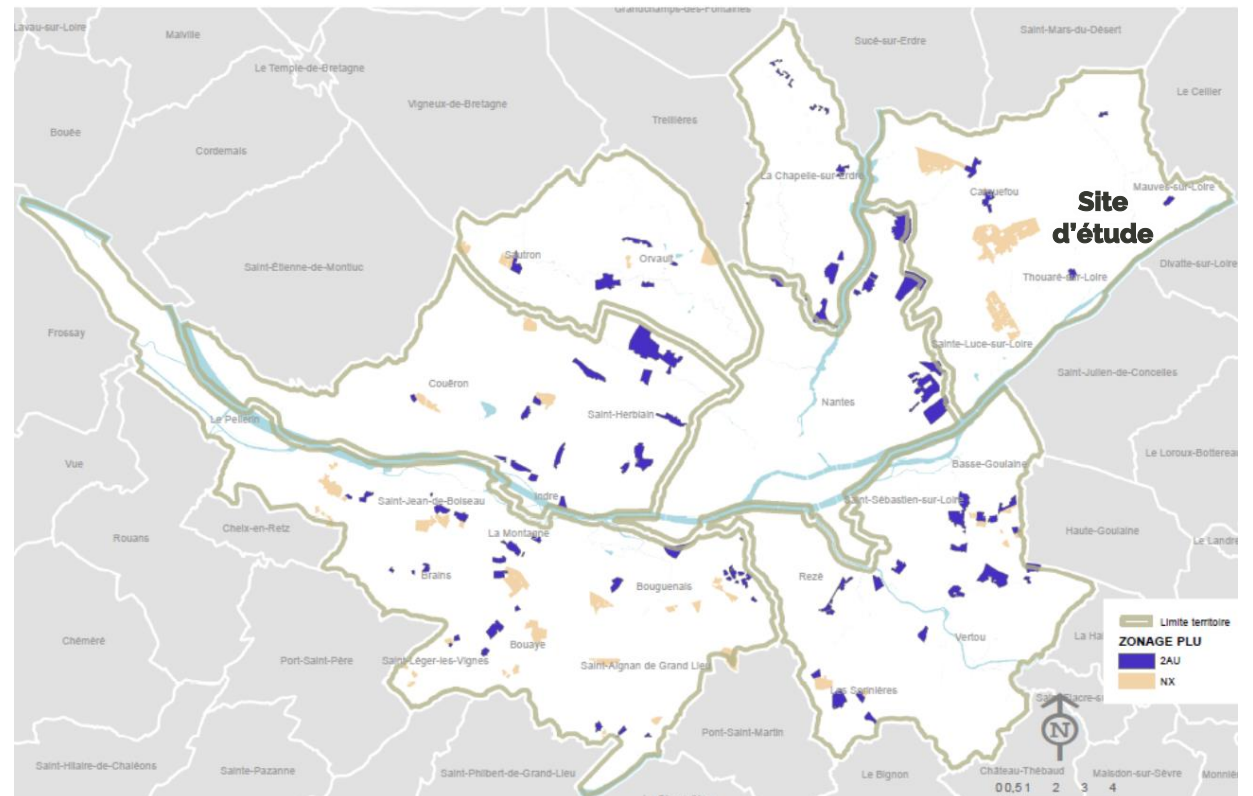 Grandchamps-des-Fontaines
Lavau-sur-Loire
Malville
Sucé-sur-Erdre
Saint-Mars-du-Désert
Le Temple-de-Bretagne
Le Cellier
Vigneux-de-Bretagne
Treillières
Bouée
Cordemais
La Chapelle-sur-Erdre
Carquefou
Mauves-sur-Loire
Site
d'étude
Saint-Étienne-de-Montluc
Sautron
Orvault
Divatte-sur-Loire
Thouaré-sur-Loire
Frossay
Sainte-Luce-sur-Loire
Saint-Julien-de-Concelles
Couëron
Nantes
Saint-Herblain
Le Pellerin
Le Loroux-Bottereau
Vue
Basse-Goulaine
Saint-Jean-de-Boiseau
Indre
Saint-Sébastien-sur-Loire
Cheix-en-Retz
Rouans
La Montagne
Haute-Goulaine
Le Landre
Brains
Bouguenais
Rezé
Chéméré
Port-Saint-Père
Saint-Léger-les-Vignes
Bouaye
Saint-Aignan de Grand Lieu
Vertou
Limite territoire
La Ha
ZONAGE PLU
2AU
NX
Les Sorinières
Pont-Saint-Martin
N
Saint-Hilaire-de-Chaléons
Sainte-Pazanne
Saint-Philbert-de-Grand-Lieu
Le Bignon
Château-Thébaud
Maisdon-sur-Sèvre
Monniè
0 0,5 1 2 3 4